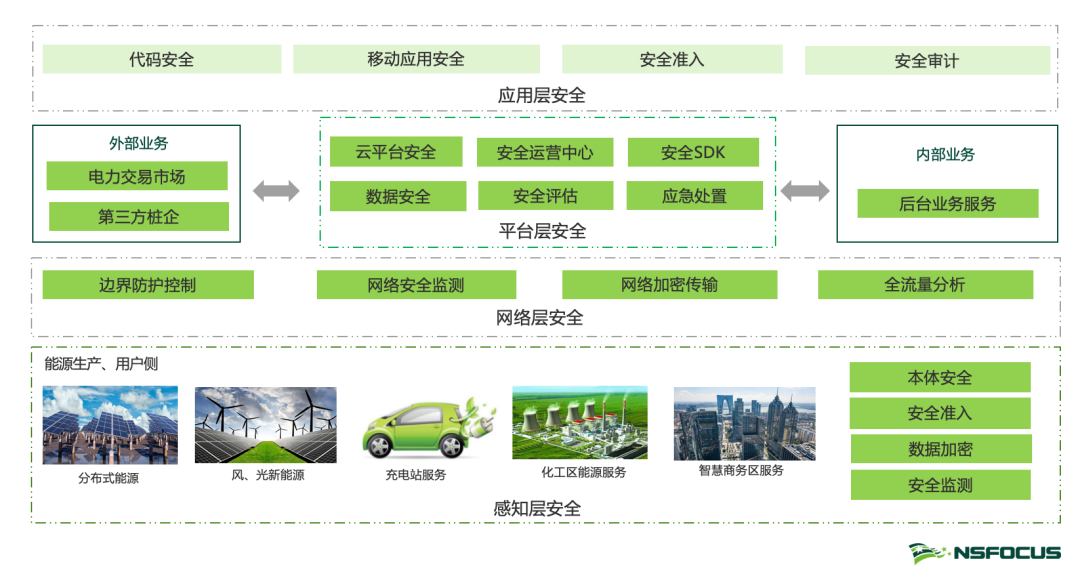 代码安全
移动应用安全
安全准入
安全审计
应用层安全
外部业务
电力交易市场
第三方桩企
云平台安全
安全运营中心
安全SDK
数据安全
安全评估
应急处置
平台层安全
内部业务
后台业务服务
边界防护控制
网络安全监测
网络加密传输
全流量分析
网络层安全
能源生产、用户侧
分布式能源
风、光新能源
充电站服务
化工区能源服务
智慧商务区服务
本体安全
安全准入
数据加密
安全监测
感知层安全
NSFOCUS